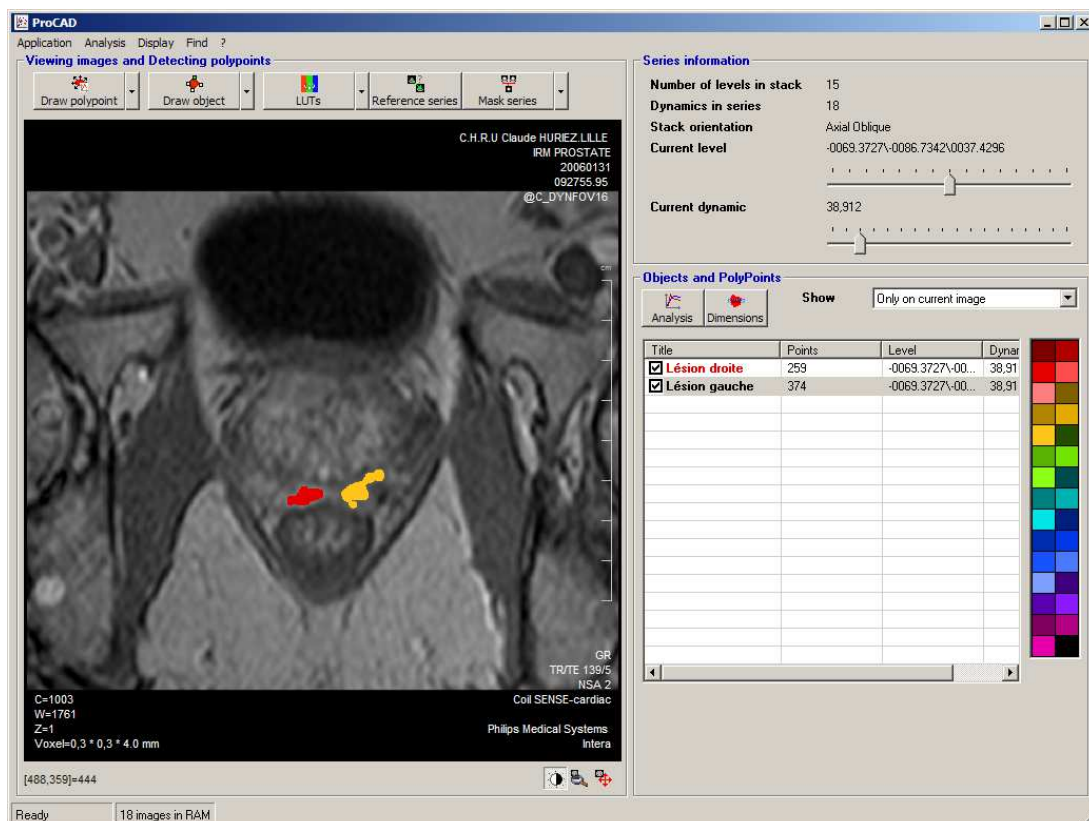 ProCAD
Application Analysis Display Find ?
Viewing images and Detecting polypoints
Draw polypoint Draw object LUTs Reference series Mask series
C.H.R.U Claude HURIEZ.LILLE
IRM PROSTATE
20060131
092755.95
@C_DYNFOV16
cm
GR
TR/TE 139/5
NSA 2
Coil SENSE-cardiac
Philips Medical Systems
Intera
C=1003
W=1761
Z=1
Voxel=0,3 * 0,3 * 4.0 mm
[488,359]=444
Ready 18 images in RAM
Series information
Number of levels in stack 15
Dynamics in series 18
Stack orientation Axial Oblique
Current level -0069.3727\-0086.7342\0037.4296
Current dynamic 38,912
Objects and PolyPoints
Analysis Dimensions Show Only on current image
Title Points Level Dynar
Lésion droite 259 -0069.3727\-00... 38,91
Lésion gauche 374 -0069.3727\-00... 38,91